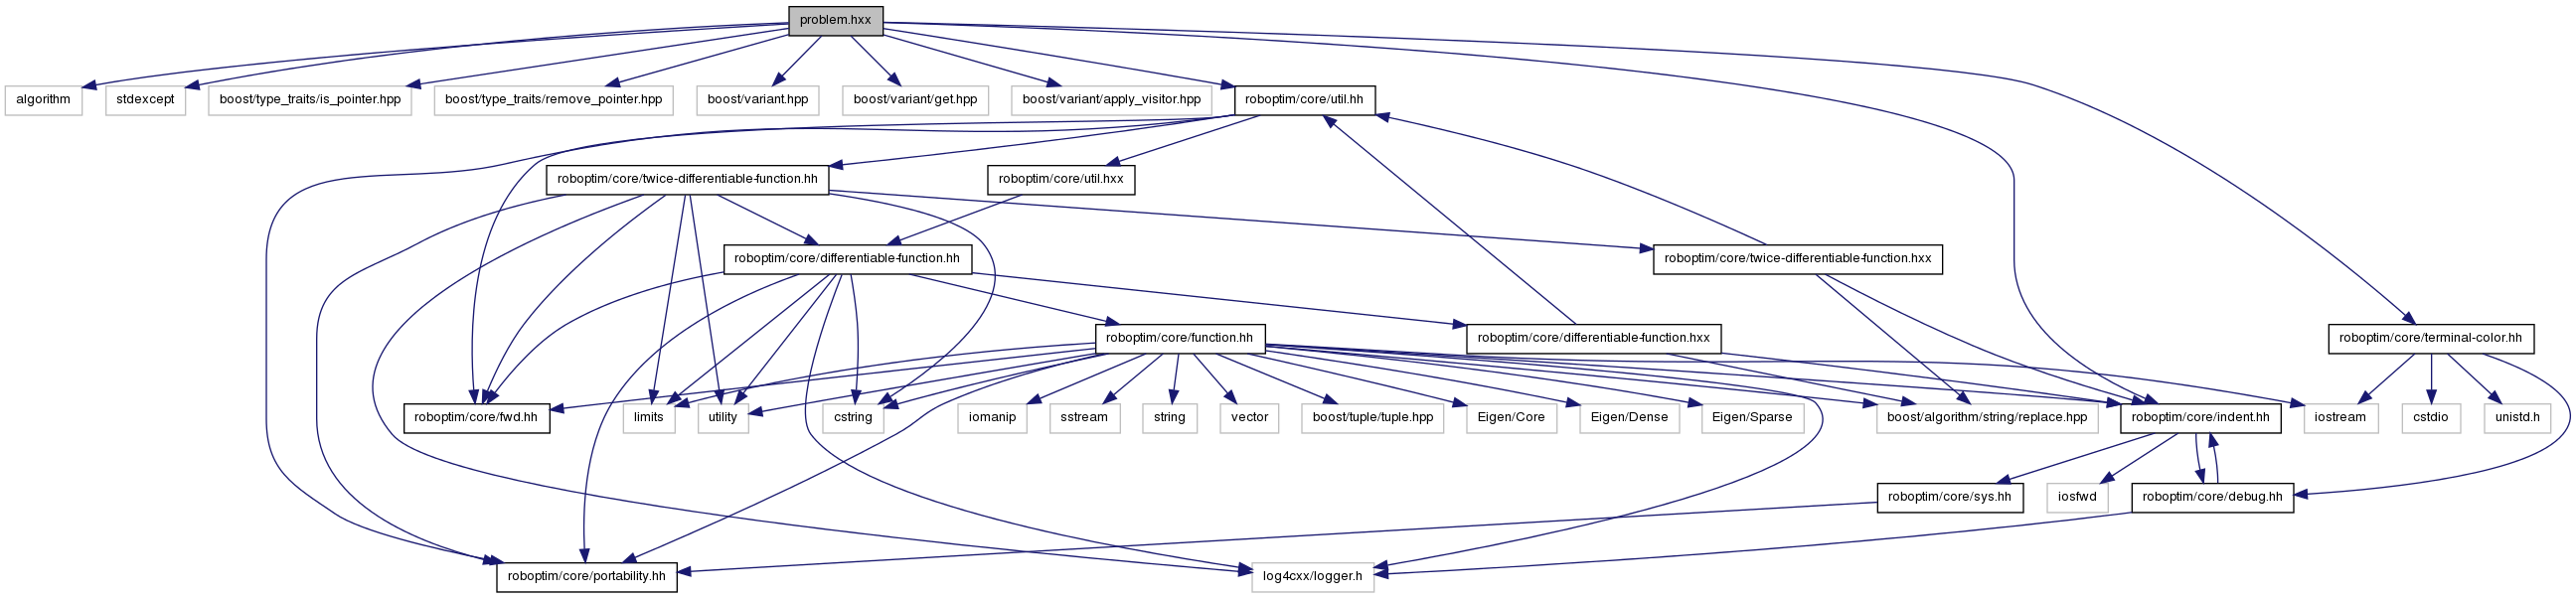 problem.hxx
algorithm
stdexcept
boost/type_traits/is_pointer.hpp
boost/type_traits/remove_pointer.hpp
boost/variant.hpp
boost/variant/get.hpp
boost/variant/apply_visitor.hpp
roboptim/core/util.hh
roboptim/core/twice-differentiable-function.hh
roboptim/core/util.hxx
roboptim/core/differentiable-function.hh
roboptim/core/twice-differentiable-function.hxx
roboptim/core/function.hh
roboptim/core/differentiable-function.hxx
roboptim/core/terminal-color.hh
roboptim/core/fwd.hh
limits
utility
cstring
iomanip
sstream
string
vector
boost/tuple/tuple.hpp
Eigen/Core
Eigen/Dense
Eigen/Sparse
boost/algorithm/string/replace.hpp
roboptim/core/indent.hh
iostream
cstdio
unistd.h
roboptim/core/sys.hh
iosfwd
roboptim/core/debug.hh
roboptim/core/portability.hh
log4cxx/logger.h